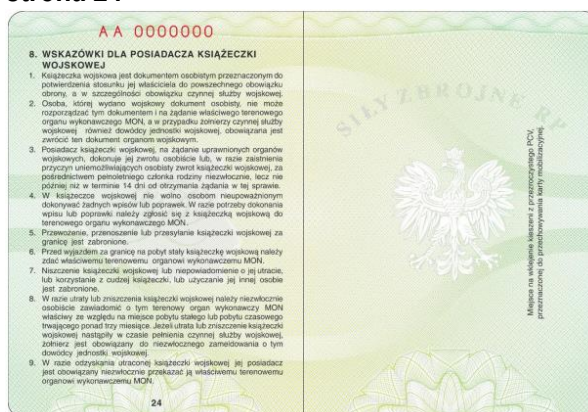 strona 24
AA 0000000
8. WSKAZÓWKI DLA POSIADACZA KSIĄŻECZKI
WOJSKOWEJ
1. Książeczka wojskowa jest dokumentem osobistym przeznaczonym do
potwierdzenia stosunku jej właściciela do powszechnego obowiązku
obrony, a w szczególności obowiązku czynnej służby wojskowej.
2. Osoba, której wydano wojskowy dokument osobisty, nie może
rozporządzać tym dokumentem i na żądanie właściwego terenowego
organu wykonawczego MON, a w przypadku żołnierzy czynnej służby
wojskowej również dowódcy jednostki wojskowej, obowiązana jest
zwrócić ten dokument organom wojskowym.
3. Posiadacz książeczki wojskowej, na żądanie uprawnionych organów
wojskowych, dokonuje jej zwrotu osobiście lub, w razie zaistnienia
przyczyn uniemożliwiających osobisty zwrot książeczki wojskowej, za
pośrednictwem pełnoletniego członka rodziny niezwłocznie, lecz nie
później niż w terminie 14 dni od otrzymania żądania w tej sprawie.
4. W książeczce wojskowej nie wolno osobom nieupoważnionym
dokonywać żadnych wpisów lub poprawek. W razie potrzeby dokonania
wpisu lub poprawki należy zgłosić się z książeczką wojskową do
terenowego organu wykonawczego MON.
5. Przewożenie, przenoszenie lub przesyłanie książeczki wojskowej za
granicę jest zabronione.
6. Przed wyjazdem za granicę na pobyt stały książeczkę wojskową należy
zdać właściwemu terenowemu organowi wykonawczemu MON.
7. Niszczenie książeczki wojskowej lub niepowiadomienie o jej utracie,
lub korzystanie z cudzej książeczki, lub użyczanie jej innej osobie
jest zabronione.
8. W razie utraty lub zniszczenia książeczki wojskowej należy niezwłocznie
osobiście zawiadomić o tym terenowy organ wykonawczy MON
właściwy ze względu na miejsce pobytu stałego lub pobytu czasowego
trwającego ponad trzy miesiące. Jeżeli utrata lub zniszczenie książeczki
wojskowej nastąpiły w czasie pełnienia czynnej służby wojskowej,
żołnierz jest obowiązany do niezwłocznego zameldowania o tym
dowódcy jednostki wojskowej.
9. W razie odzyskania utraconej książeczki wojskowej jej posiadacz
jest obowiązany niezwłocznie przekazać ją właściwemu terenowemu
organowi wykonawczemu MON.
24
SIŁY ZBROJNE RP
Miejsce na wklejenie kieszeni z przezroczystego PCV,
przeznaczonej do przechowywania karty mobilizacyjnej.